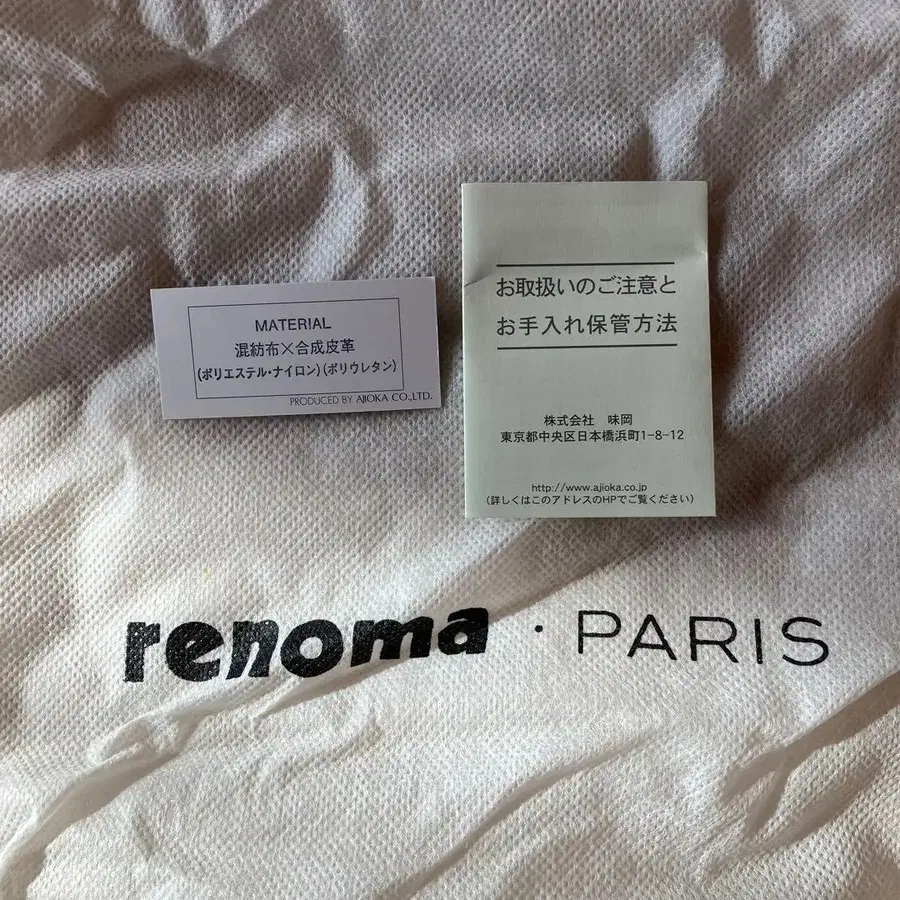 MATERIAL
混紡布×合成皮革
(ポリエステル・ナイロン)(ポリウレタン)
PRODUCED BY AJIOKA CO.,LTD.
お取扱いのご注意と
お手入れ保管方法
株式会社 味岡
東京都中央区日本橋浜町1-8-12
http://www.ajioka.co.jp
(詳しくはこのアドレスのHPでご覧ください)
renoma · PARIS